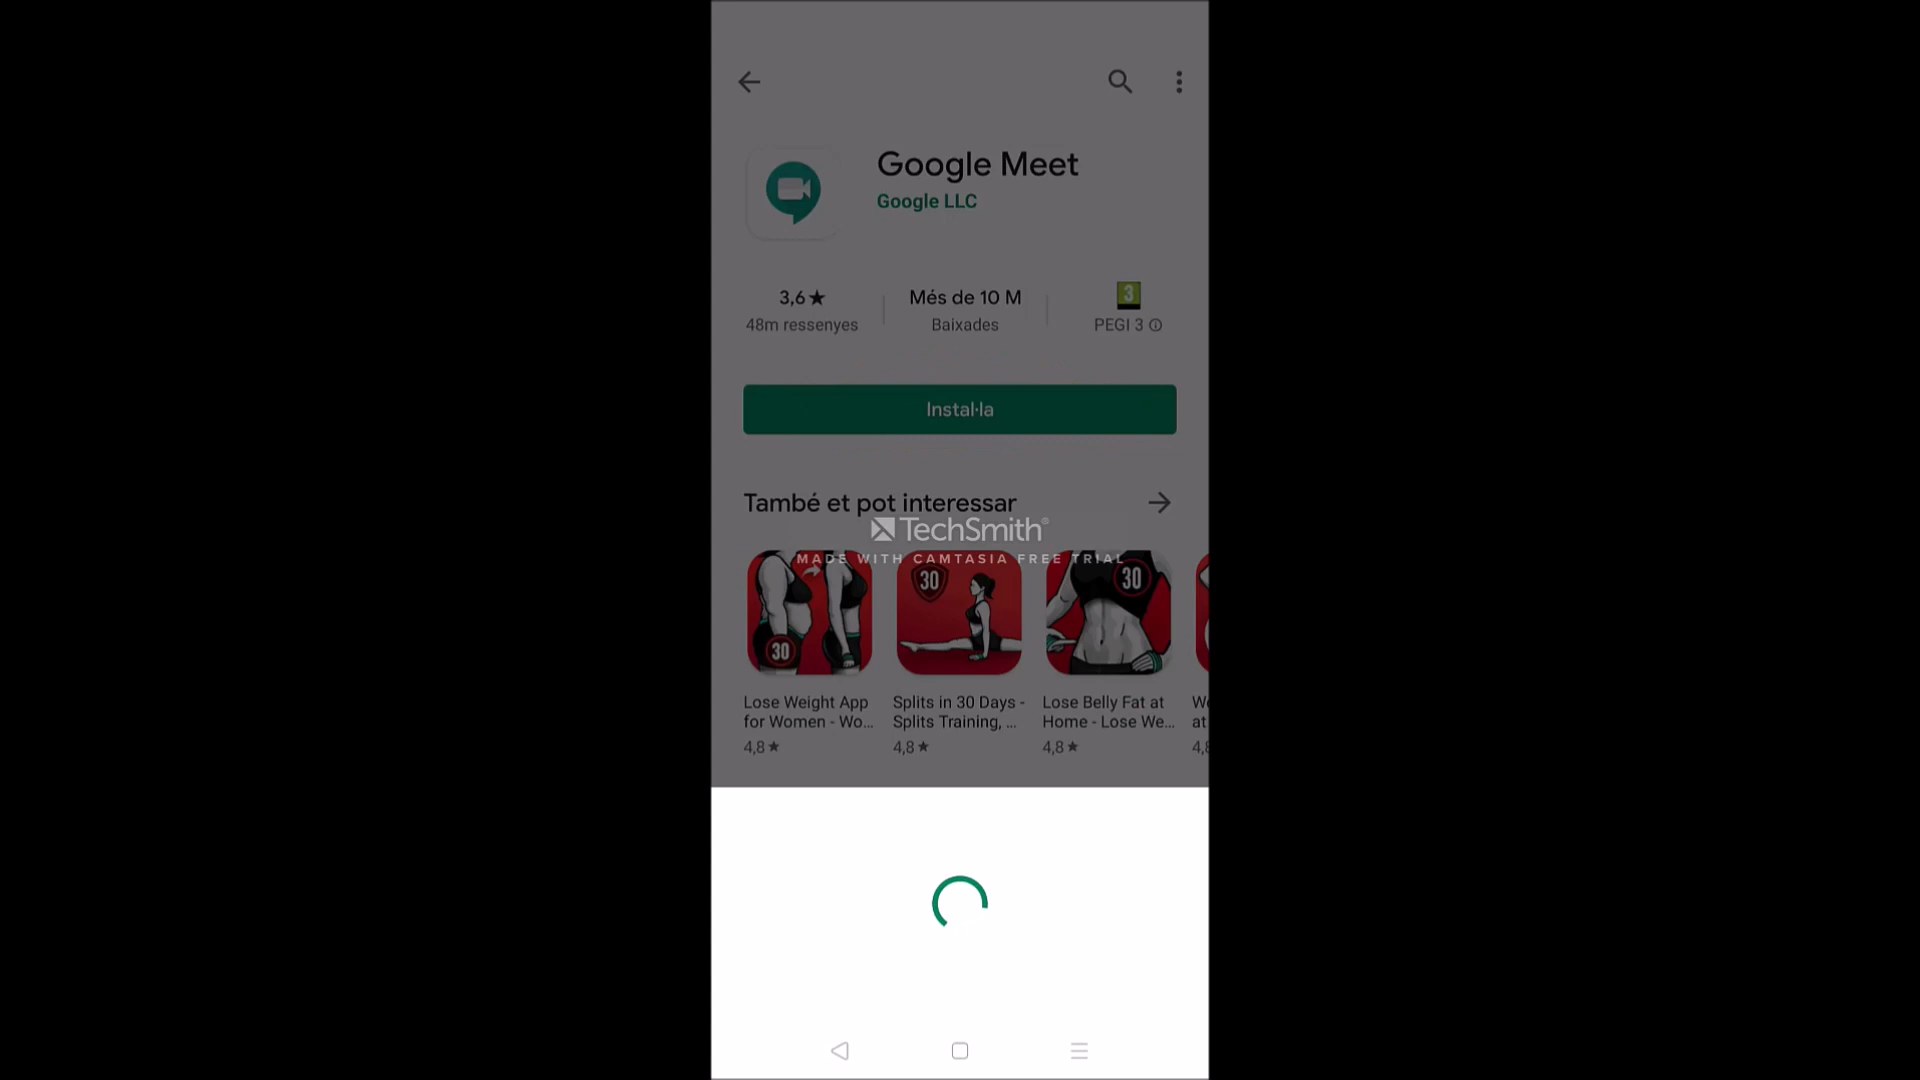 Google Meet
Google LLC
3,6★
48m ressenyes
Més de 10 M
Baixades
3
PEGI 3
Instal·la
També et pot interessar
TechSmith®
MADE WITH CAMTASIA FREE TRIAL
30
30
30
Lose Weight App
for Women - Wo...
4,8★
Splits in 30 Days -
Splits Training, ...
4,8★
Lose Belly Fat at
Home - Lose We...
4,8★
at